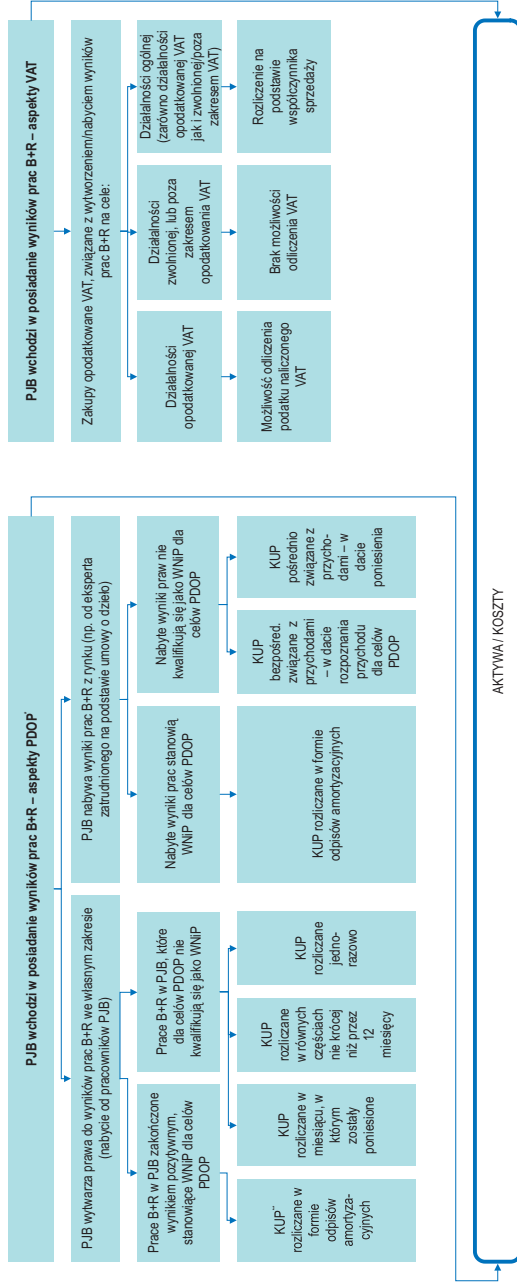 PJB wchodzi w posiadanie wyników prac B+R – aspekty PDOP*
PJB wytwarza prawa do wyników prac B+R we własnym zakresie
(nabycie od pracowników PJB)
Prace B+R w PJB zakończone
wynikiem pozytywnym,
stanowiące WNiP dla celów
PDOP
KUP**
rozliczane w
formie
odpisów
amortyza-
cyjnych
Prace B+R w PJB, które
dla celów PDOP nie
kwalifikują się jako WNiP
KUP
rozliczane w
miesiącu, w
którym
zostały
poniesione
KUP
rozliczane
w równych
częściach
nie krócej
niż przez
12
miesięcy
KUP
rozliczane
jedno-
razowo
PJB nabywa wyniki prac B+R z rynku (np. od eksperta
zatrudnionego na podstawie umowy o dzieło)
Nabyte wyniki prac stanowią
WNiP dla celów PDOP
KUP rozliczane w formie
odpisów amortyzacyjnych
Nabyte wyniki praw nie
kwalifikują się jako WNiP dla
celów PDOP
KUP
bezpośred.
związane z
przychodami
– w dacie
rozpoznania
przychodu
dla celów
PDOP
KUP
pośrednio
związane z
przycho-
dami – w
dacie
poniesienia
PJB wchodzi w posiadanie wyników prac B+R – aspekty VAT
Zakupy opodatkowane VAT, związane z wytworzeniem/nabyciem wyników
prac B+R na cele:
Działalności
opodatkowanej VAT
Możliwość odliczenia
podatku naliczonego
VAT
Działalności
zwolnionej, lub poza
zakresem
opodatkowania VAT
Brak możliwości
odliczenia VAT
Działalności ogólnej
(zarówno działalności
opodatkowanej VAT
jak i zwolnionej/poza
zakresem VAT)
Rozliczenie na
podstawie
współczynnika
sprzedaży
AKTYWA / KOSZTY